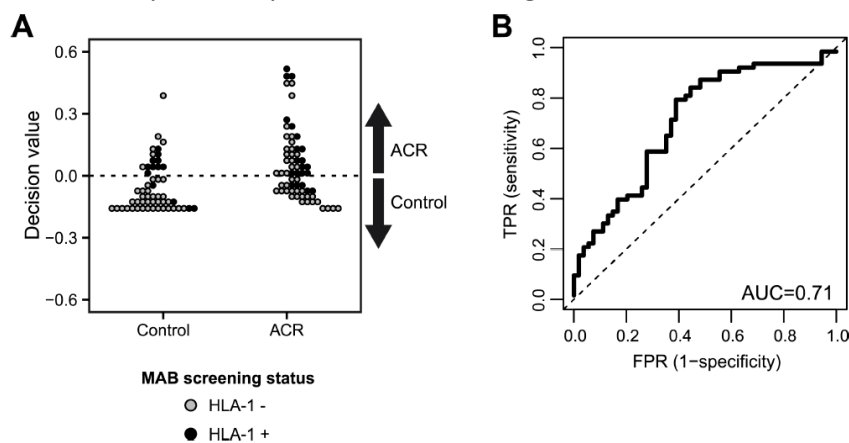 A
0.6
0.3
0.0
−0.3
−0.6
Decision value
Control
ACR
ACR
Control
MAB screening status
HLA-1 -
HLA-1 +
B
1.0
0.8
0.6
0.4
0.2
0.0
TPR (sensitivity)
AUC=0.71
0.0 0.2 0.4 0.6 0.8 1.0
FPR (1−specificity)